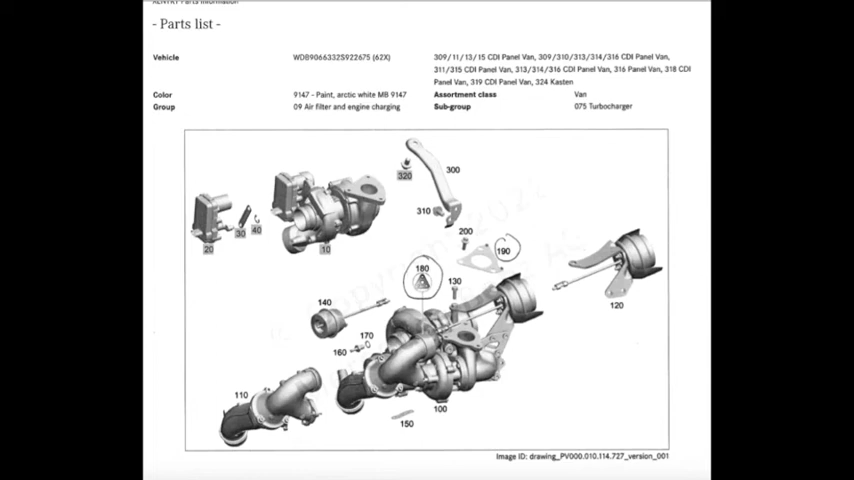 XENTRY Parts information
- Parts list -
Vehicle WDB9066332S922675 (62X) 309/11/13/15 CDI Panel Van, 309/310/313/314/316 CDI Panel Van,
311/315 CDI Panel Van, 313/314/316 CDI Panel Van, 316 Panel Van, 318 CDI
Panel Van, 319 CDI Panel Van, 324 Kasten
Color 9147 - Paint, arctic white MB 9147 Assortment class Van
Group 09 Air filter and engine charging Sub-group 075 Turbocharger
320
300
310
20
30
40
10
200
190
180
130
120
140
170
160
110
100
150
Image ID: drawing_PV000.010.114.727_version_001